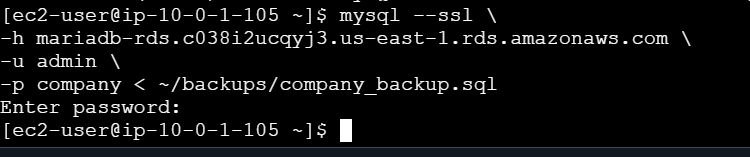 [ec2-user@ip-10-0-1-105 ~]$ mysql --ssl \
-h mariadb-rds.c038i2ucqyj3.us-east-1.rds.amazonaws.com \
-u admin \
-p company < ~/backups/company_backup.sql
Enter password:
[ec2-user@ip-10-0-1-105 ~]$